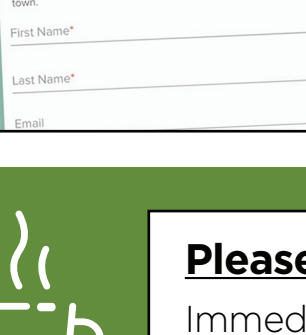 town.
First Name*
Last Name*
Email
Please
Immed